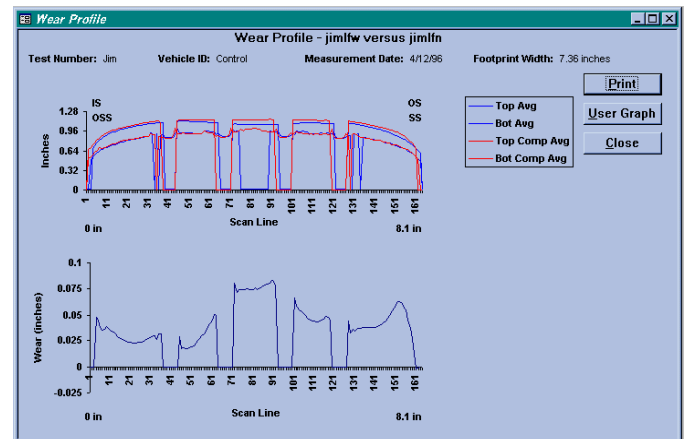 Wear Profile
Wear Profile - jimlfw versus jimlfn
Test Number: Jim Vehicle ID: Control Measurement Date: 4/12/96 Footprint Width: 7.36 inches
Print
User Graph
Close
Top Avg
Bot Avg
Top Comp Avg
Bot Comp Avg
IS OS
OSS SS
Inches
1.28
0.96
0.64
0.32
0
1 11 21 31 41 51 61 71 81 91 101 111 121 131 141 151 161
Scan Line
0 in 8.1 in
Wear (inches)
0.1
0.075
0.05
0.025
0
-0.025
1 11 21 31 41 51 61 71 81 91 101 111 121 131 141 151 161
0 in Scan Line 8.1 in